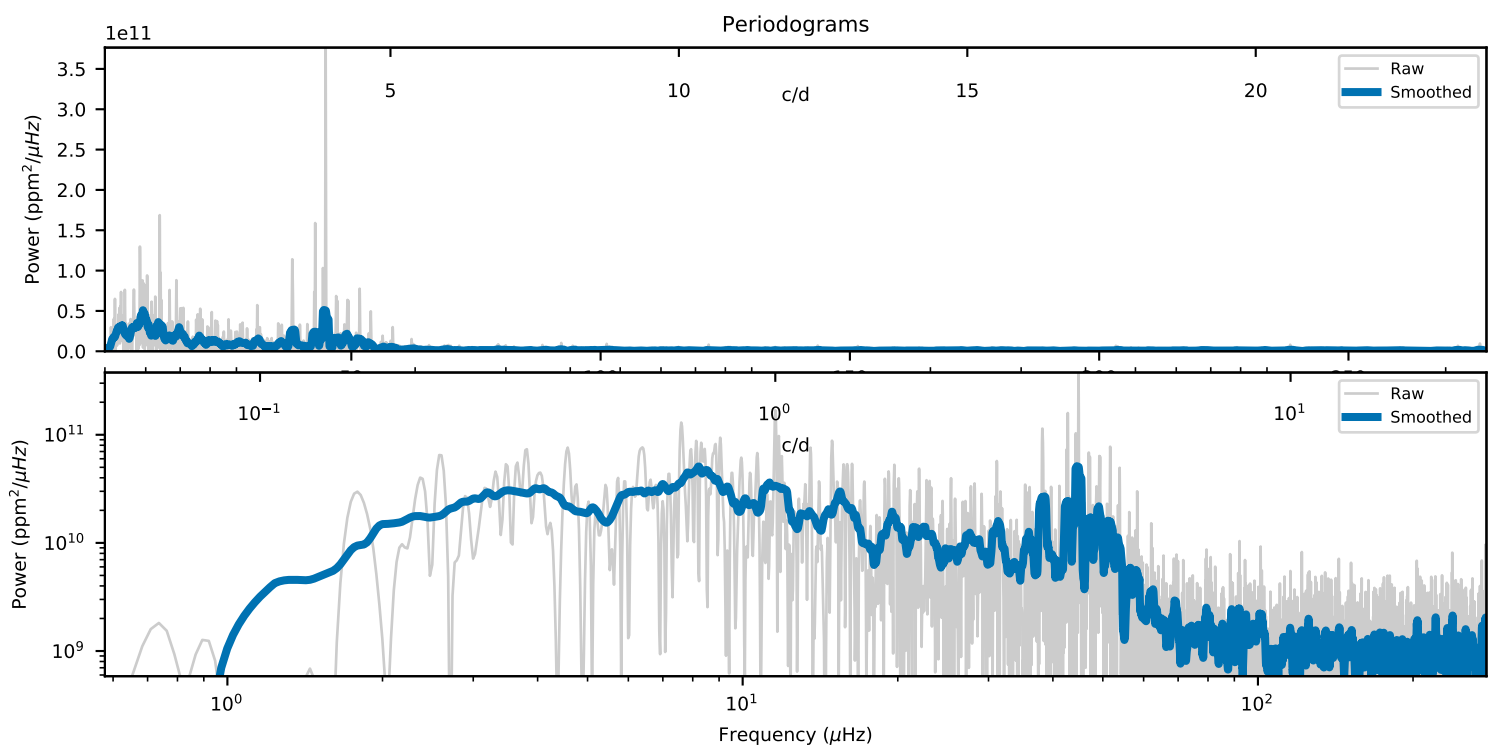 Periodograms
1e11
5 10 15 20
c/d
Raw
Smoothed
3.5
3.0
2.5
2.0
1.5
1.0
0.5
0.0
Power (ppm²/μHz)
10⁻¹ 10⁰ 10¹
c/d
Raw
Smoothed
10¹¹
10¹⁰
10⁹
Power (ppm²/μHz)
10⁰ 10¹ 10²
Frequency (μHz)